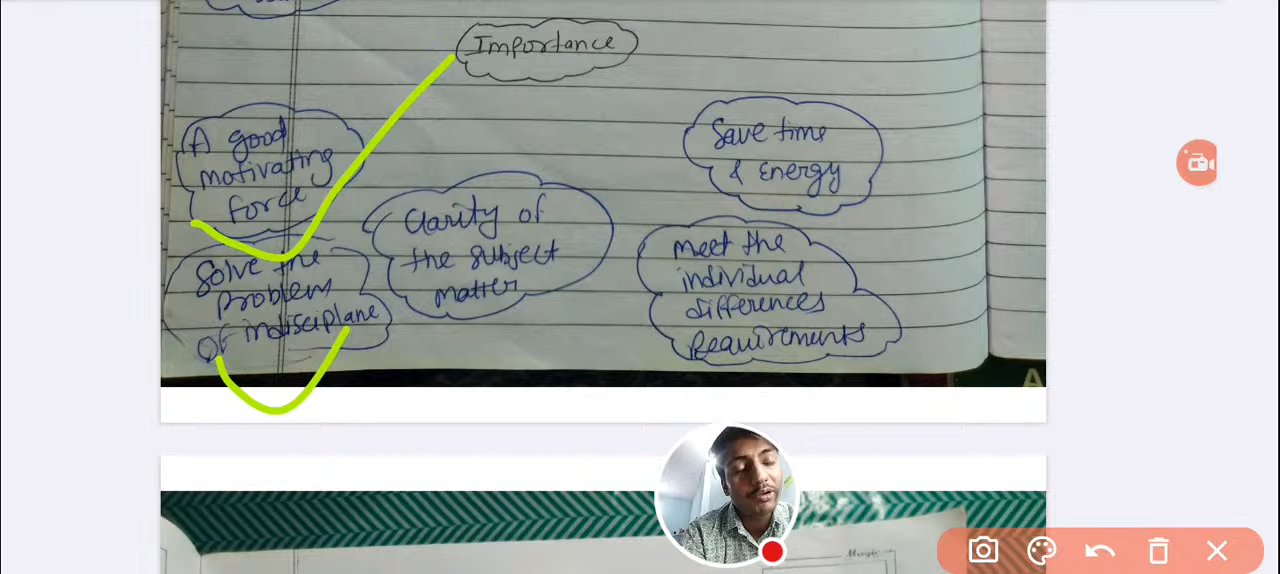 Importance
A good
motivating
force
Save time
& Energy
Clarity of
the subject
matter
Solve the
problem
of indisciplane
Meet the
individual
differences
Requirements